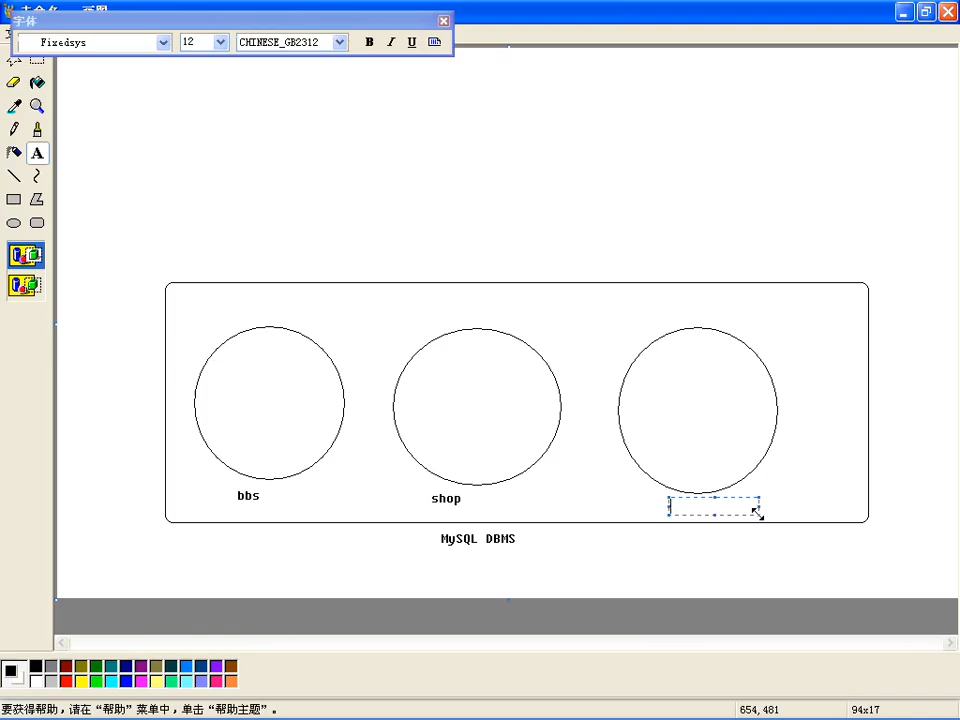 字体
Fixedsys
12
CHINESE_GB2312
B I U
A
bbs
shop
MySQL DBMS
要获得帮助，请在“帮助”菜单中，单击“帮助主题”。
654,481
94x17